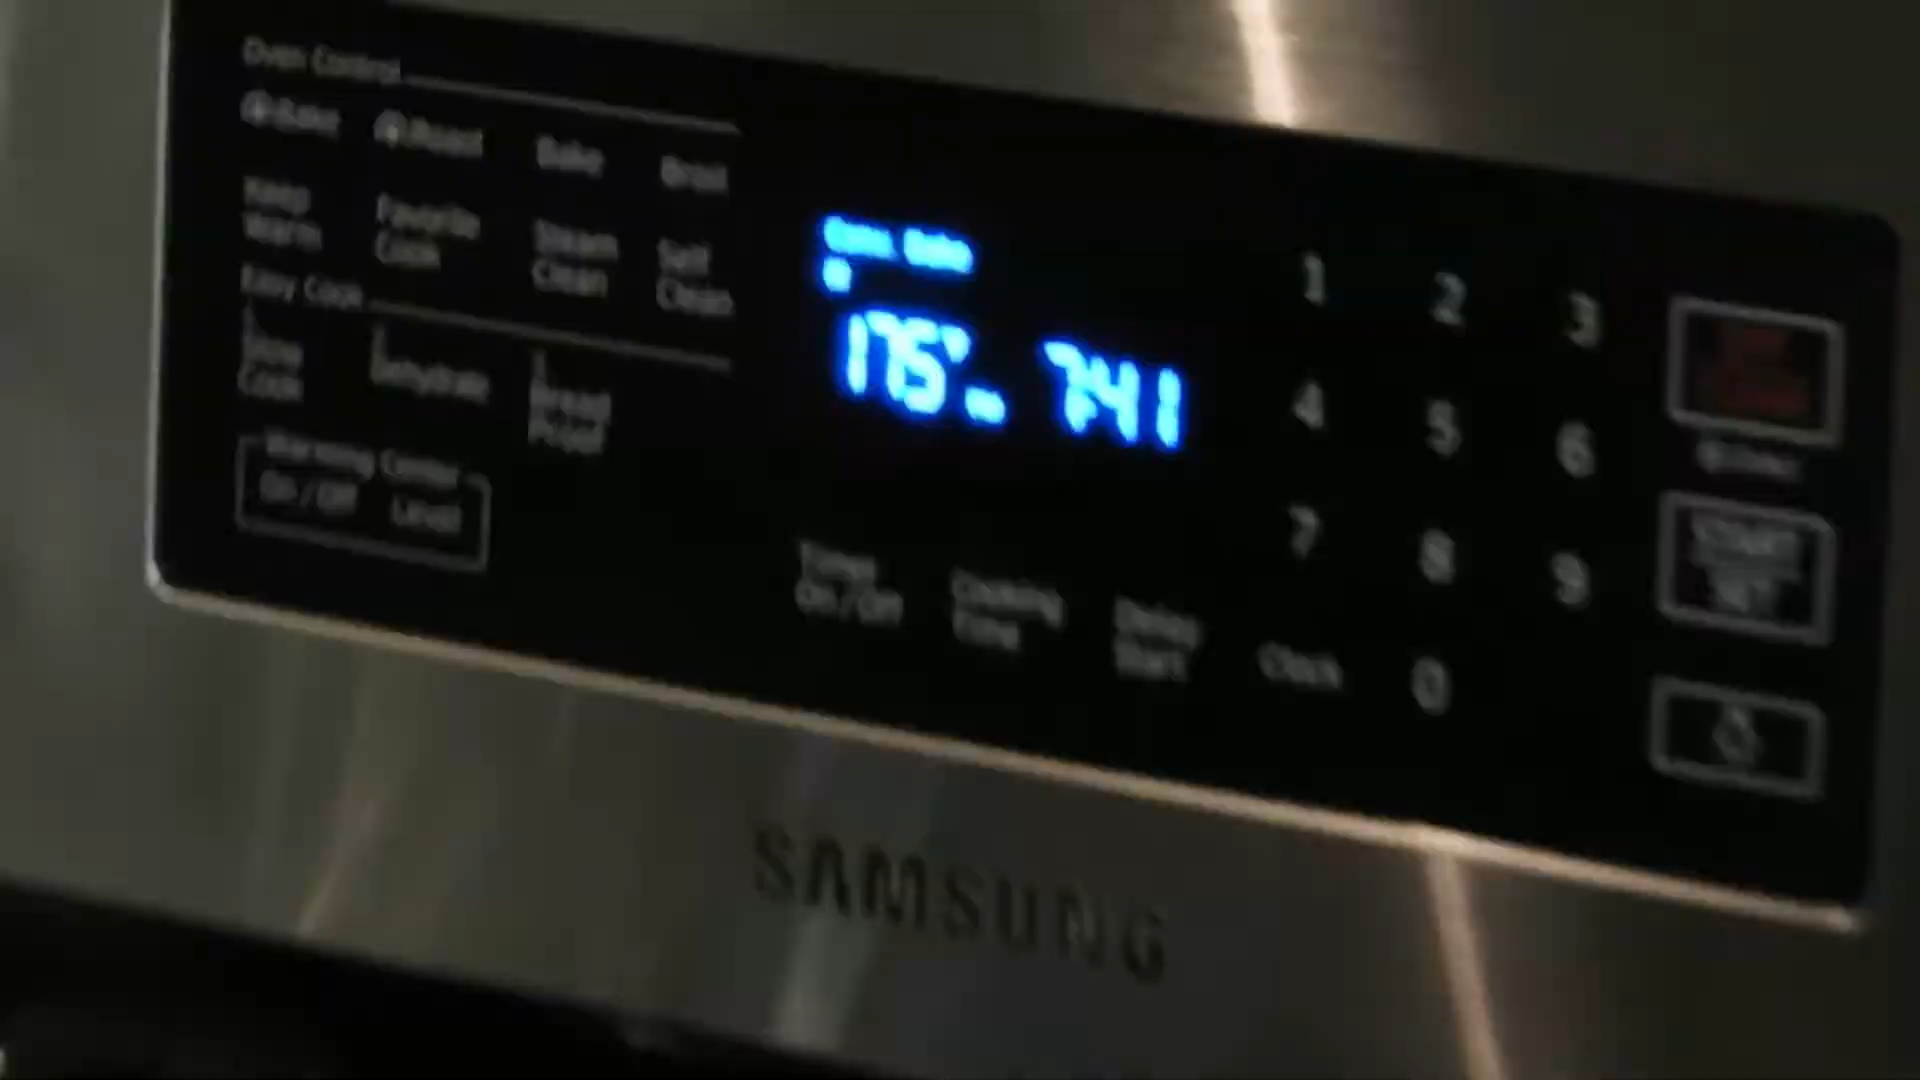 Oven Control
Bake Roast Bake Broil
Keep Warm
Favorite Cook
Steam Clean
Self Clean
Easy Cook
Slow Cook
Dehydrate
Bread Proof
Warming Center
On/Off Level
Conv. Bake
175° 7:41
Timer On/Off
Cooking Time
Delay Start
Clock
1 2 3
4 5 6
7 8 9
0
START
SET
SAMSUNG